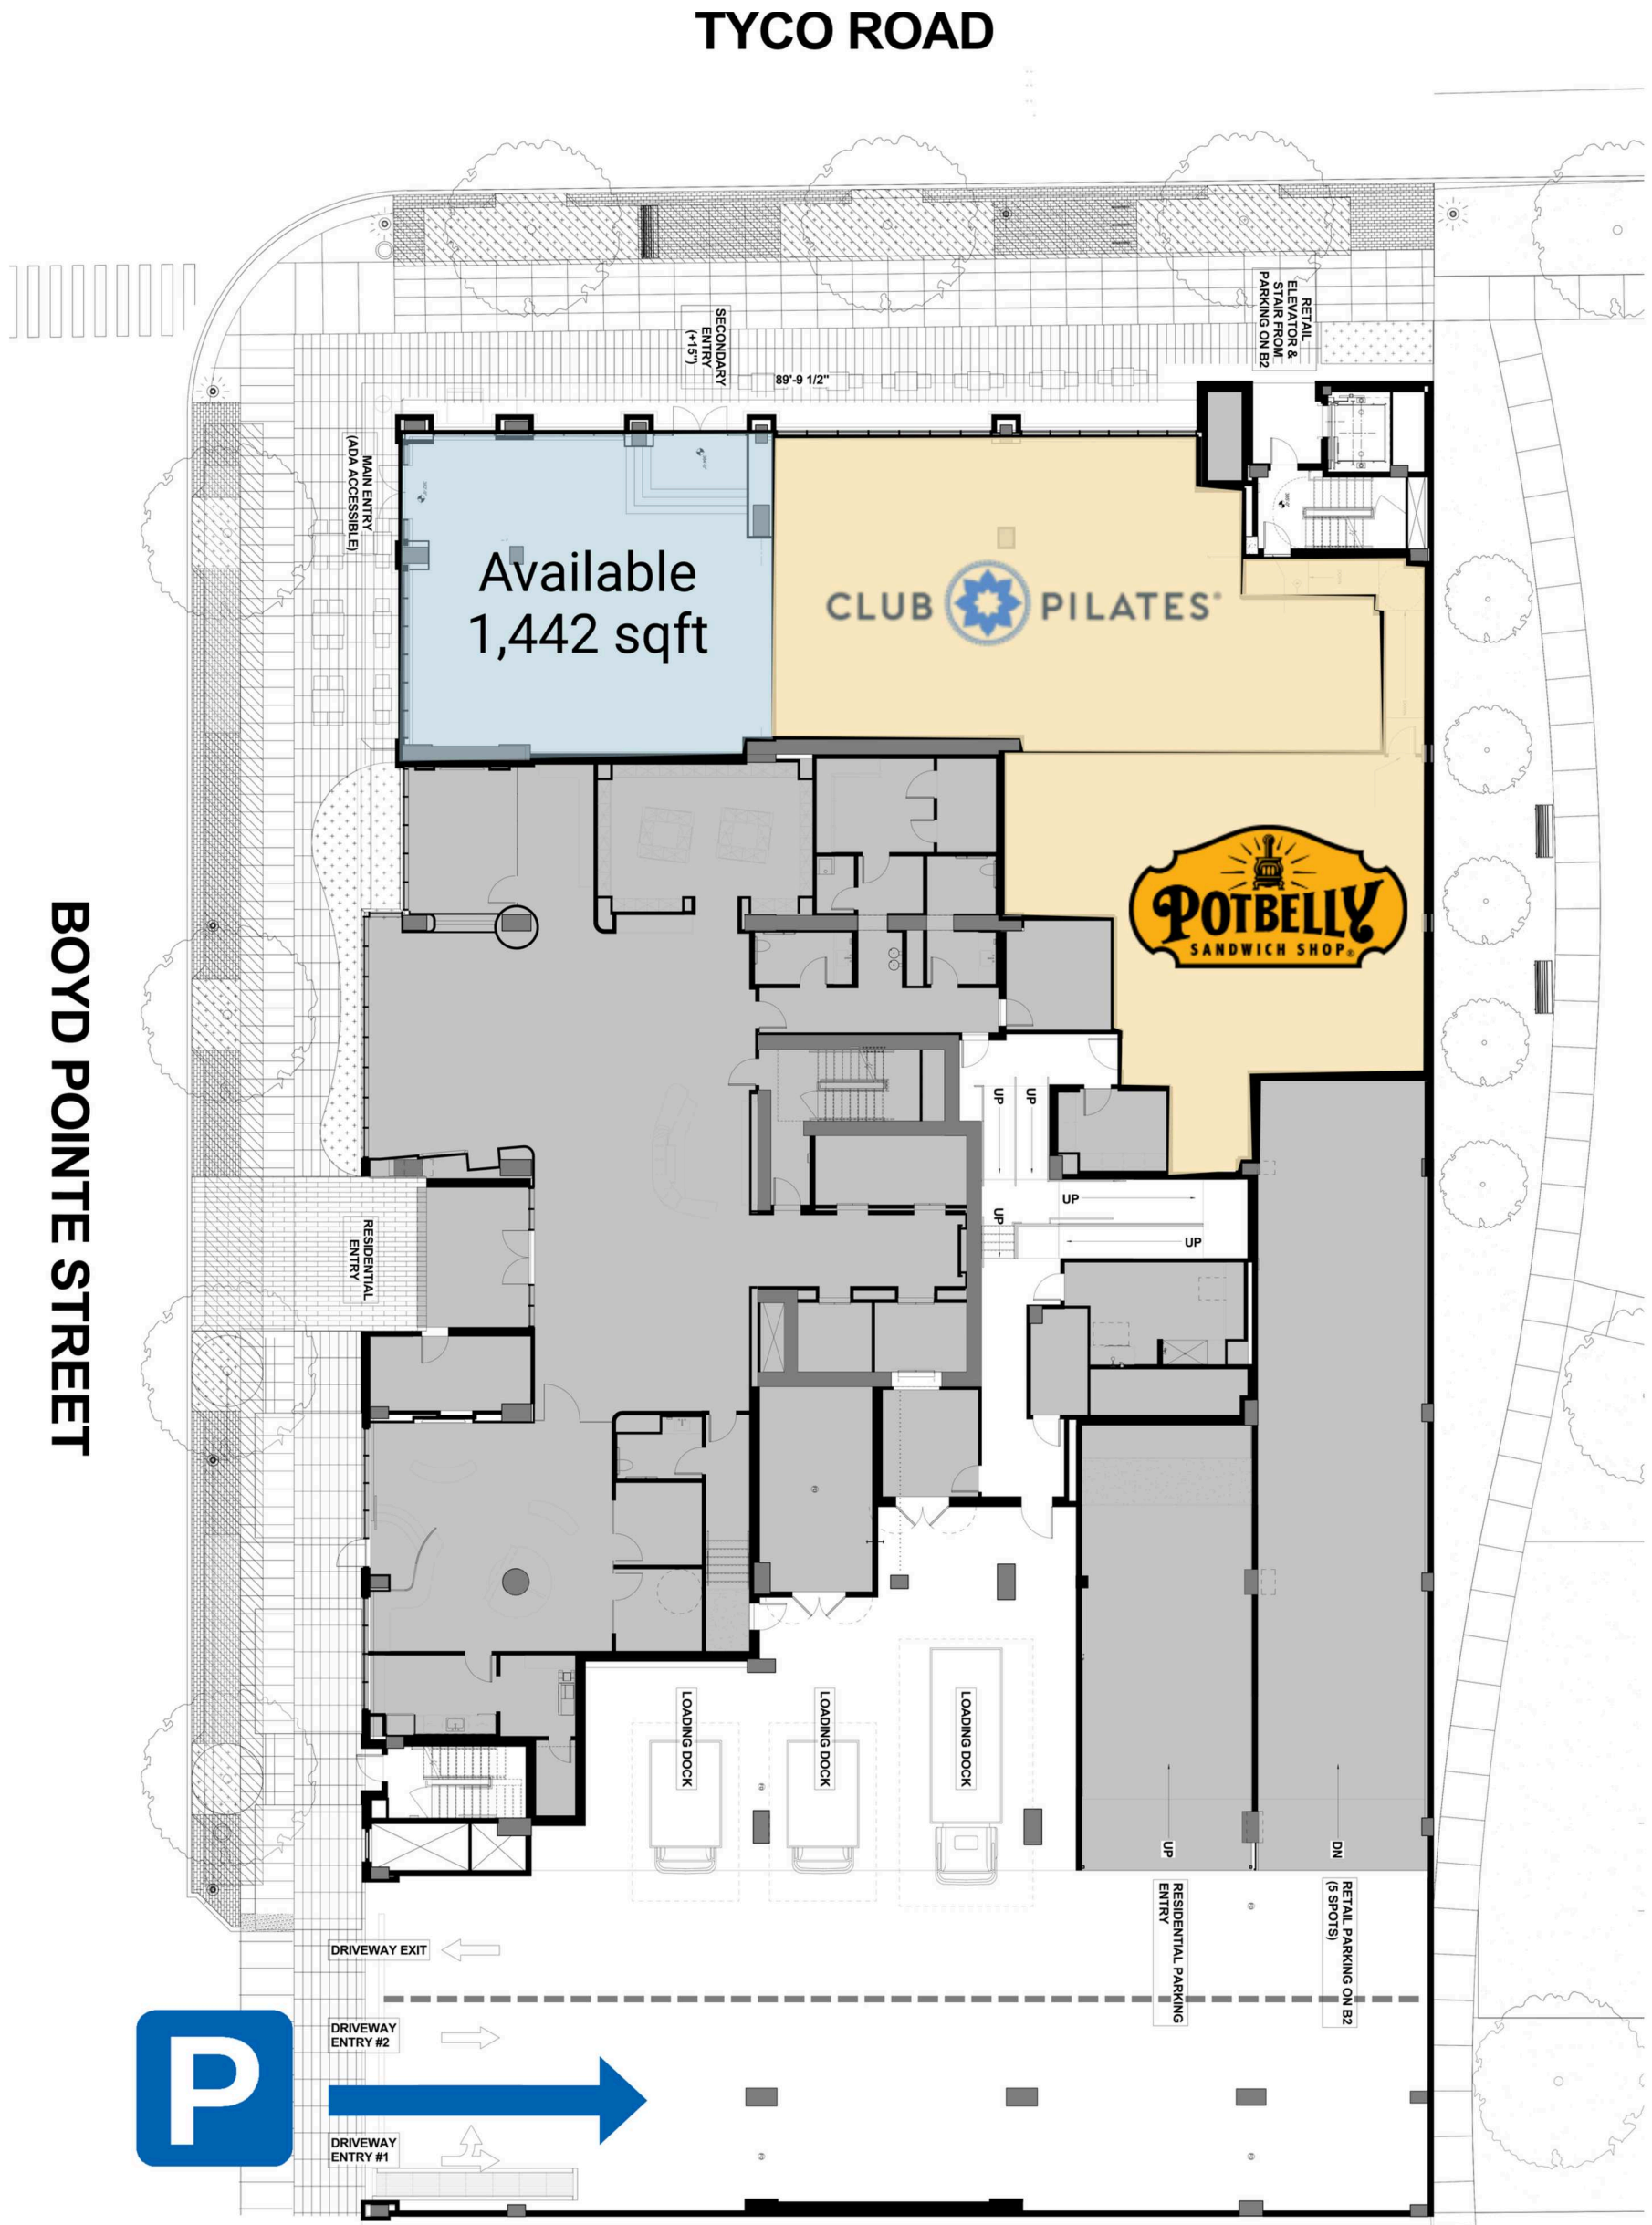 TYCO ROAD
RETAIL
ELEVATOR &
STAIR FROM
PARKING ON B2
SECONDARY
ENTRY
(+15")
89'-9 1/2"
MAIN ENTRY
(ADA ACCESSIBLE)
Available
1,442 sqft
CLUB PILATES
POTBELLY
SANDWICH SHOP®
BOYD POINTE STREET
UP
UP
UP
UP
UP
RESIDENTIAL
ENTRY
LOADING DOCK
LOADING DOCK
LOADING DOCK
UP
DN
RESIDENTIAL PARKING
ENTRY
RETAIL PARKING ON B2
(5 SPOTS)
DRIVEWAY EXIT
DRIVEWAY
ENTRY #2
P
DRIVEWAY
ENTRY #1